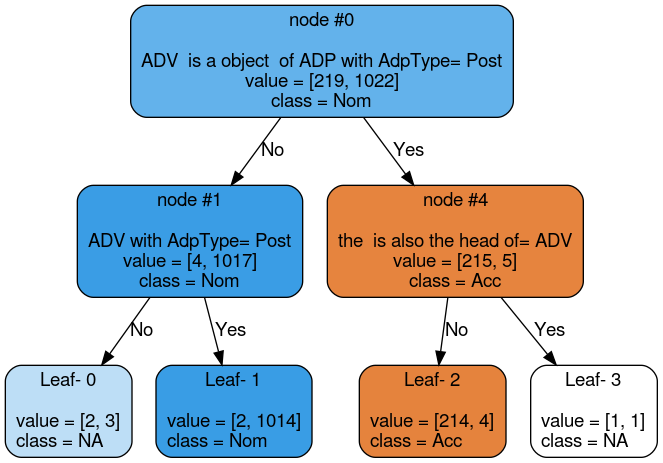 node #0
ADV  is a object  of ADP with AdpType= Post
value = [219, 1022]
class = Nom
No
Yes
node #1
ADV with AdpType= Post
value = [4, 1017]
class = Nom
node #4
the  is also the head of= ADV
value = [215, 5]
class = Acc
No
Yes
No
Yes
Leaf- 0
value = [2, 3]
class = NA
Leaf- 1
value = [2, 1014]
class = Nom
Leaf- 2
value = [214, 4]
class = Acc
Leaf- 3
value = [1, 1]
class = NA